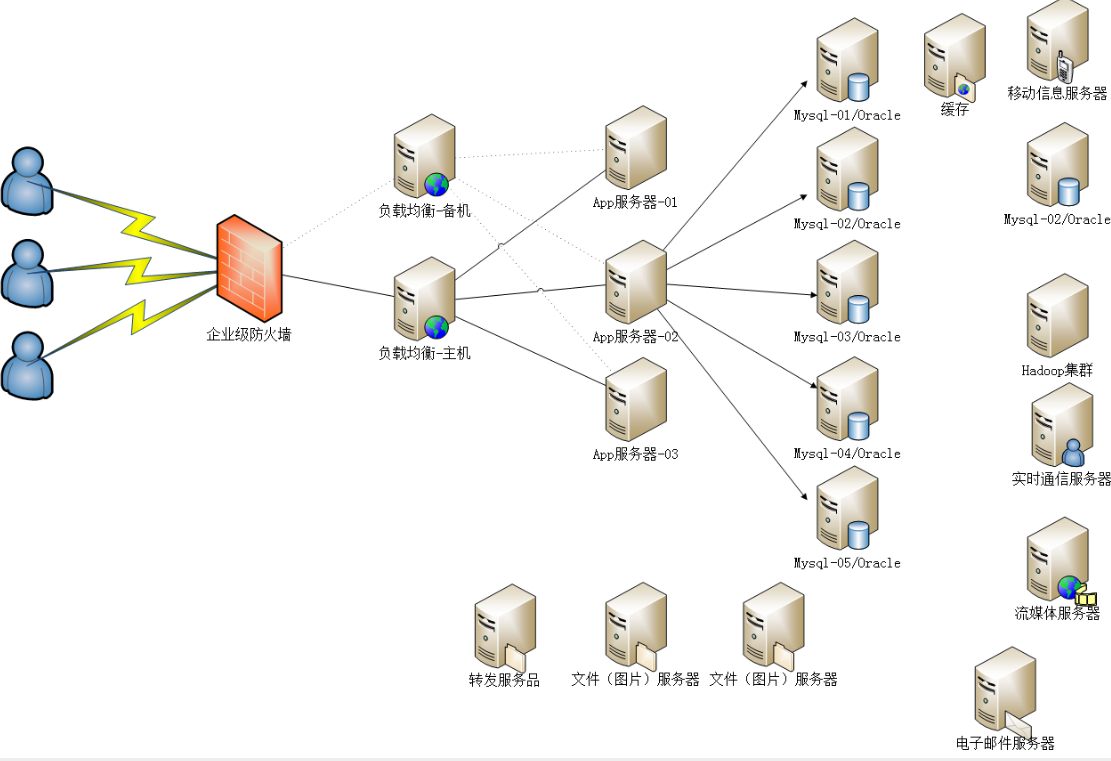 Mysql-01/Oracle
缓存
移动信息服务器
负载均衡-备机
App服务器-01
Mysql-02/Oracle
Mysql-02/Oracle
企业级防火墙
负载均衡-主机
App服务器-02
Mysql-03/Oracle
Hadoop集群
App服务器-03
Mysql-04/Oracle
实时通信服务器
Mysql-05/Oracle
流媒体服务器
转发服务品
文件（图片）服务器
文件（图片）服务器
电子邮件服务器